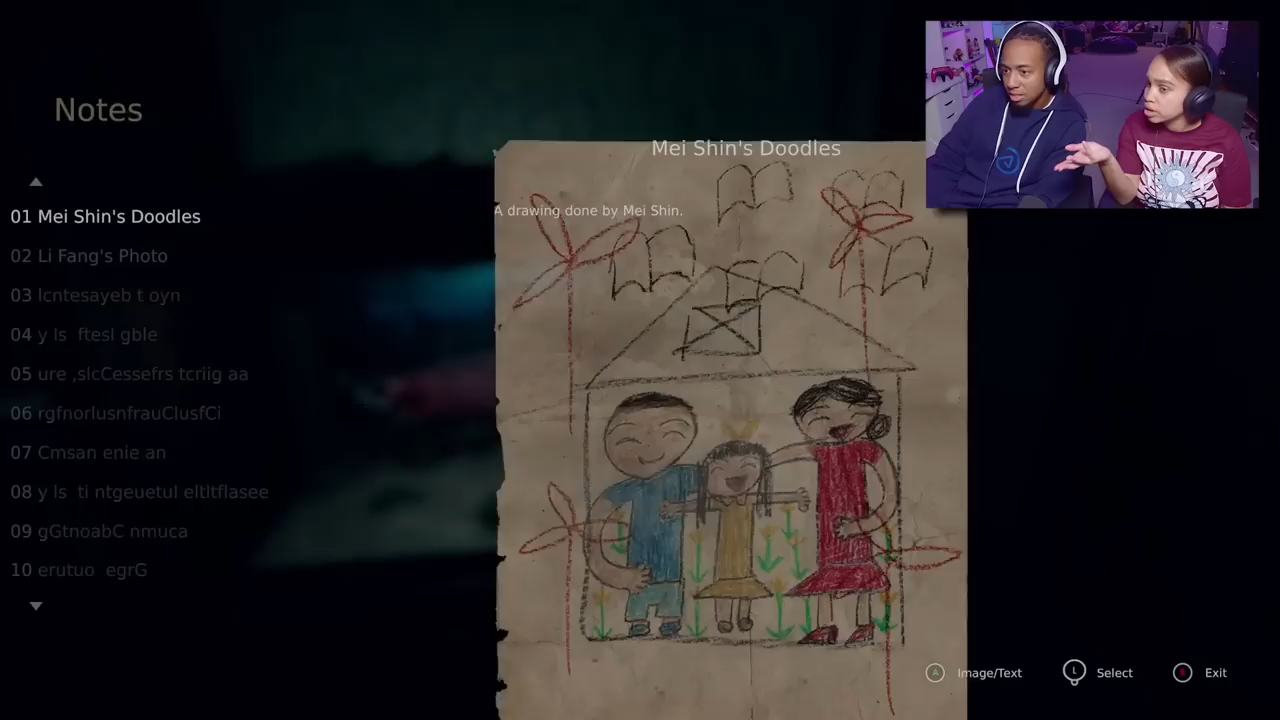 Notes
Mei Shin's Doodles
A drawing done by Mei Shin.
01 Mei Shin's Doodles
02 Li Fang's Photo
03 lcntesayeb t oyn
04 y ls  ftesl gble
05 ure ,slcCessefrs tcriig aa
06 rgfnorlusnfrauClusfCi
07 Cmsan enie an
08 y ls  ti ntgeuetul eltltflasee
09 gGtnoabC nmuca
10 erutuo  egrG
A Image/Text
L Select
B Exit